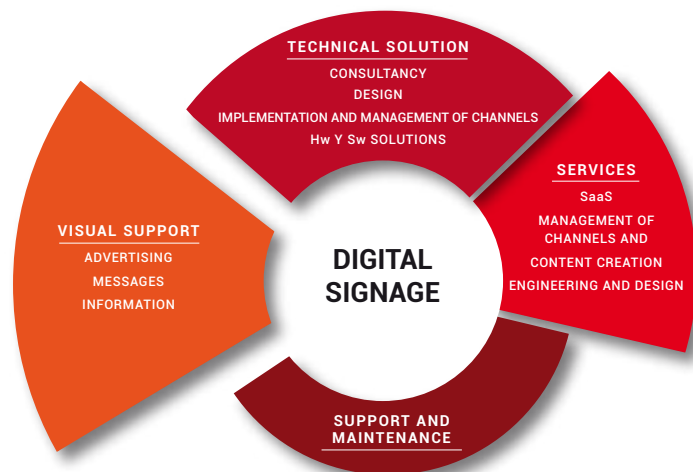 TECHNICAL SOLUTION
CONSULTANCY
DESIGN
IMPLEMENTATION AND MANAGEMENT OF CHANNELS
Hw Y Sw SOLUTIONS
SERVICES
SaaS
MANAGEMENT OF
CHANNELS AND
CONTENT CREATION
ENGINEERING AND DESIGN
VISUAL SUPPORT
ADVERTISING
MESSAGES
INFORMATION
DIGITAL
SIGNAGE
SUPPORT AND
MAINTENANCE